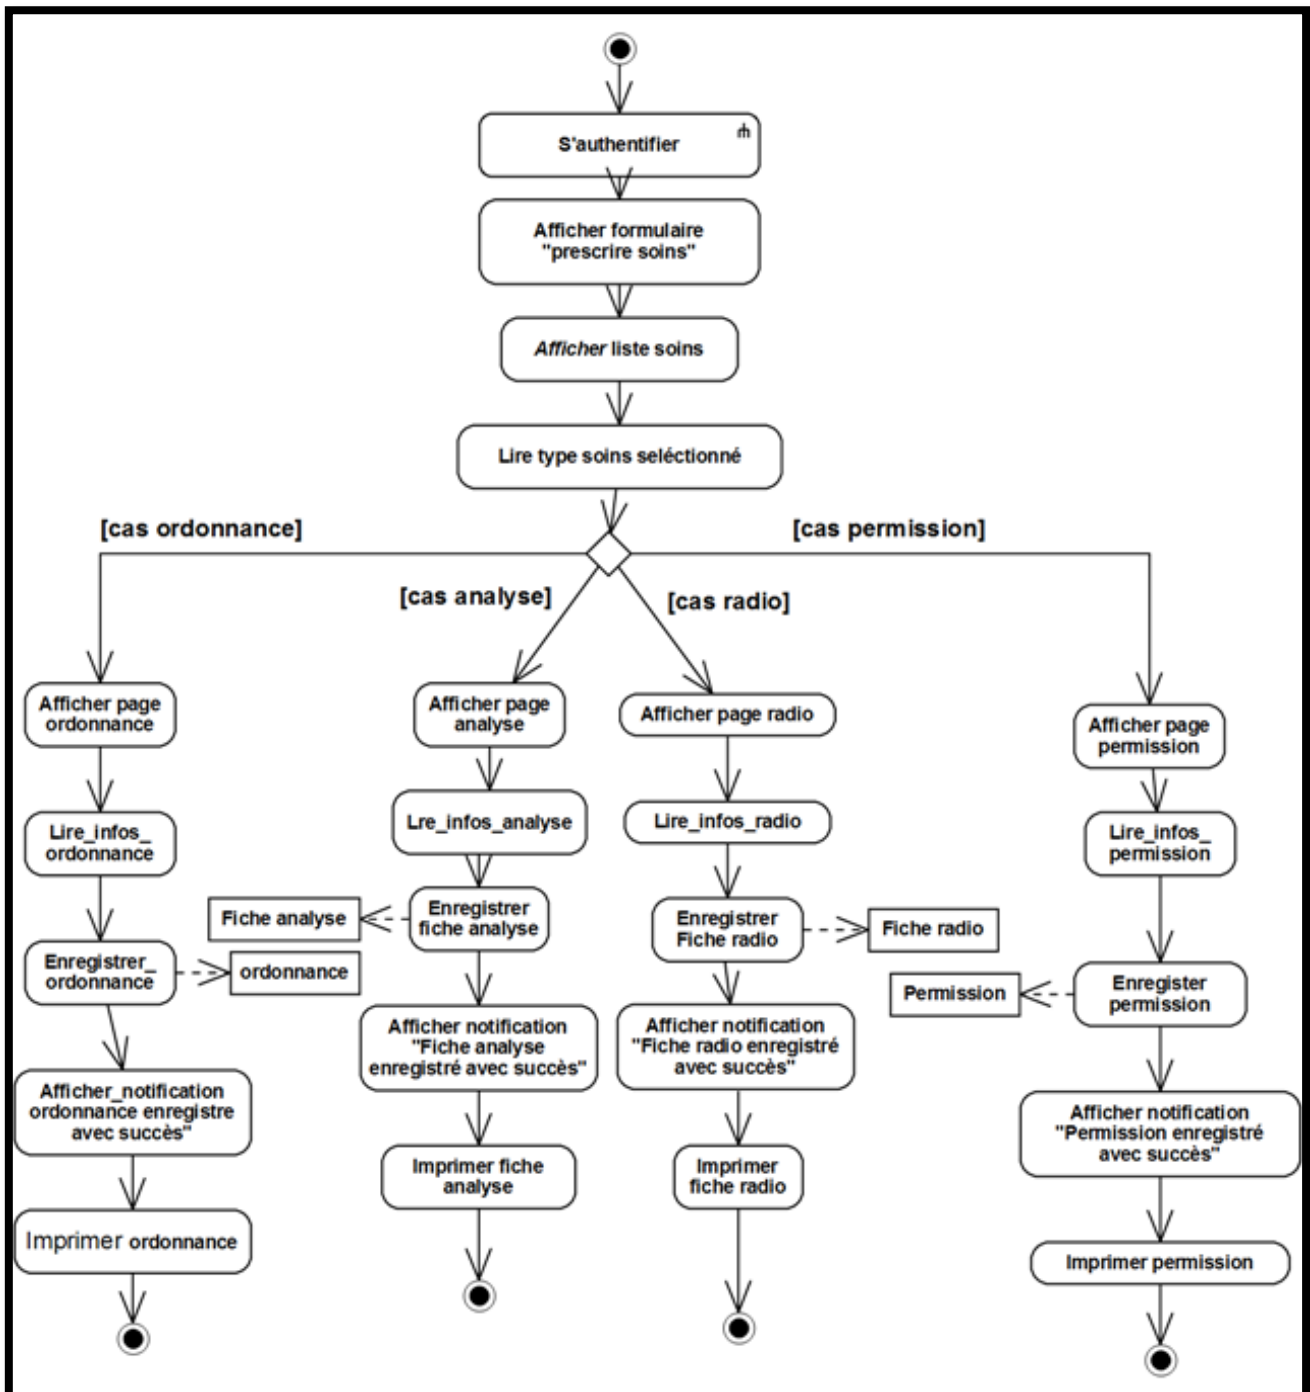 S'authentifier
Afficher formulaire
"prescrire soins"
Afficher liste soins
Lire type soins seléctionné
[cas ordonnance]
[cas permission]
[cas analyse]
[cas radio]
Afficher page
ordonnance
Lire_infos_
ordonnance
Enregistrer_
ordonnance
ordonnance
Afficher_notification
ordonnance enregistre
avec succès"
Imprimer ordonnance
Afficher page
analyse
Lre_infos_analyse
Enregistrer
fiche analyse
Fiche analyse
Afficher notification
"Fiche analyse
enregistré avec succès"
Imprimer fiche
analyse
Afficher page radio
Lire_infos_radio
Enregistrer
Fiche radio
Fiche radio
Afficher notification
"Fiche radio enregistré
avec succès"
Imprimer
fiche radio
Afficher page
permission
Lire_infos_
permission
Enregister
permission
Permission
Afficher notification
"Permission enregistré
avec succès"
Imprimer permission